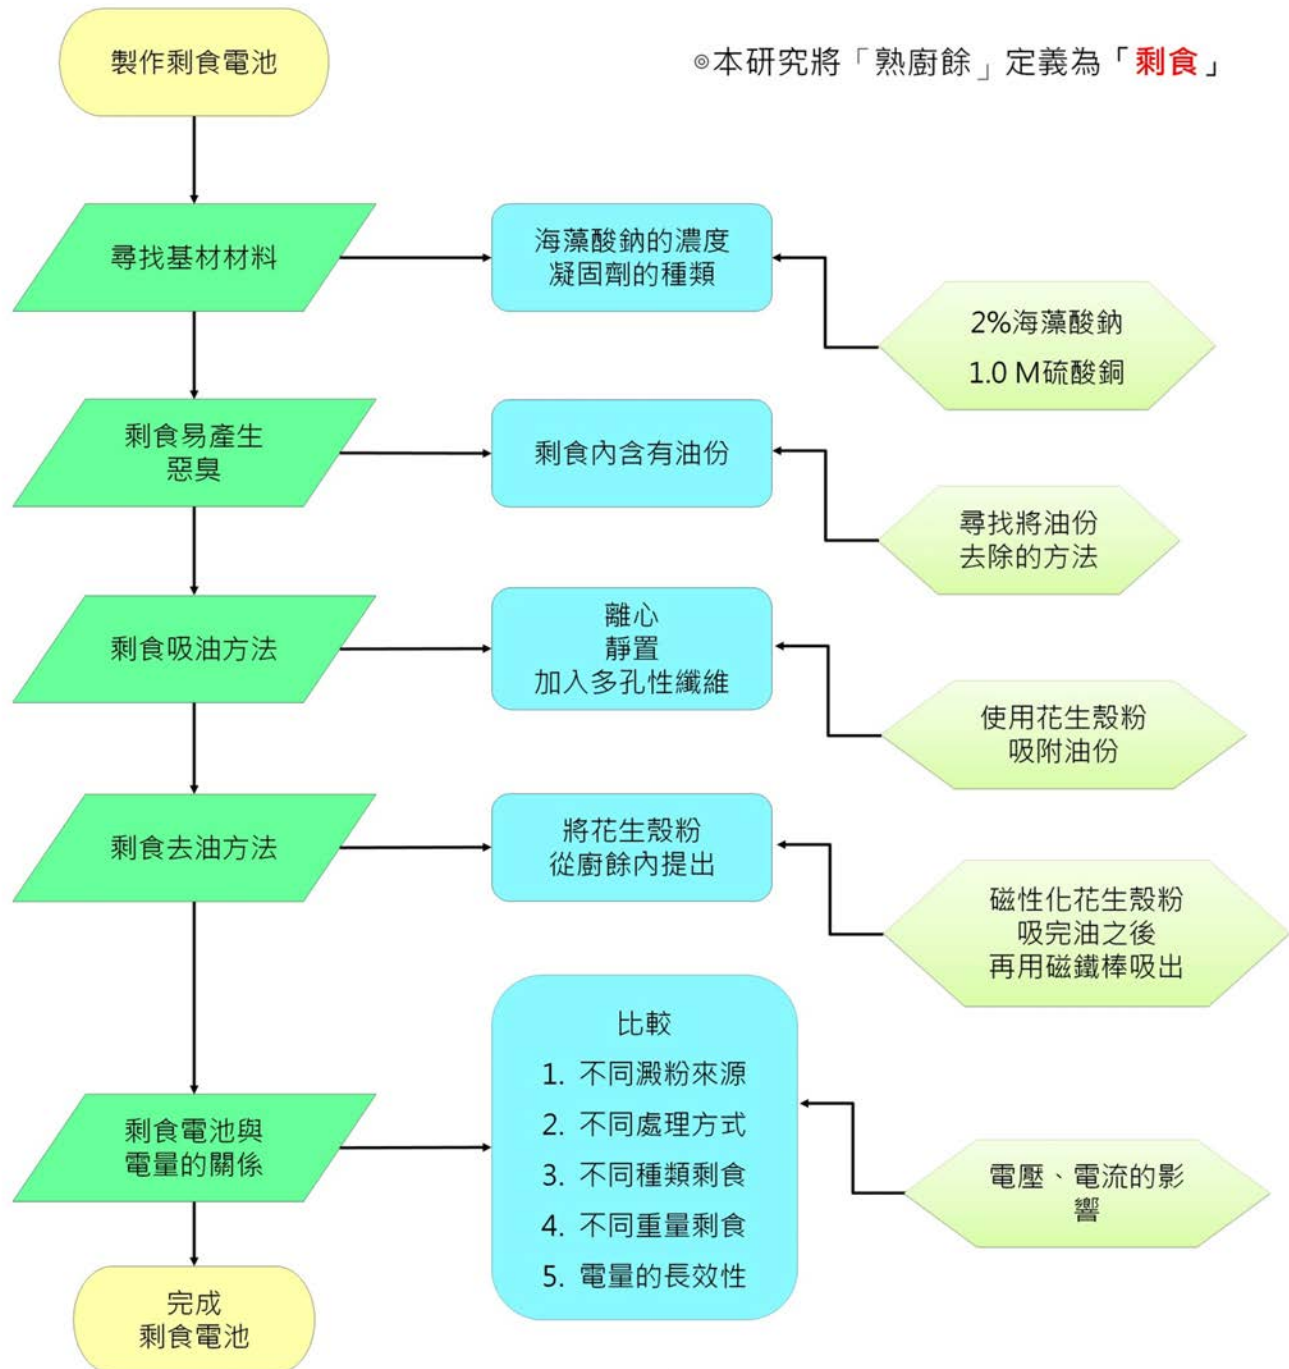 製作剩食電池
◎本研究將「熟廚餘」定義為「剩食」
尋找基材材料
海藻酸鈉的濃度
凝固劑的種類
2%海藻酸鈉
1.0 M硫酸銅
剩食易產生
惡臭
剩食內含有油份
尋找將油份
去除的方法
剩食吸油方法
離心
靜置
加入多孔性纖維
使用花生殼粉
吸附油份
剩食去油方法
將花生殼粉
從廚餘內提出
磁性化花生殼粉
吸完油之後
再用磁鐵棒吸出
剩食電池與
電量的關係
比較
1. 不同澱粉來源
2. 不同處理方式
3. 不同種類剩食
4. 不同重量剩食
5. 電量的長效性
電壓、電流的影
響
完成
剩食電池